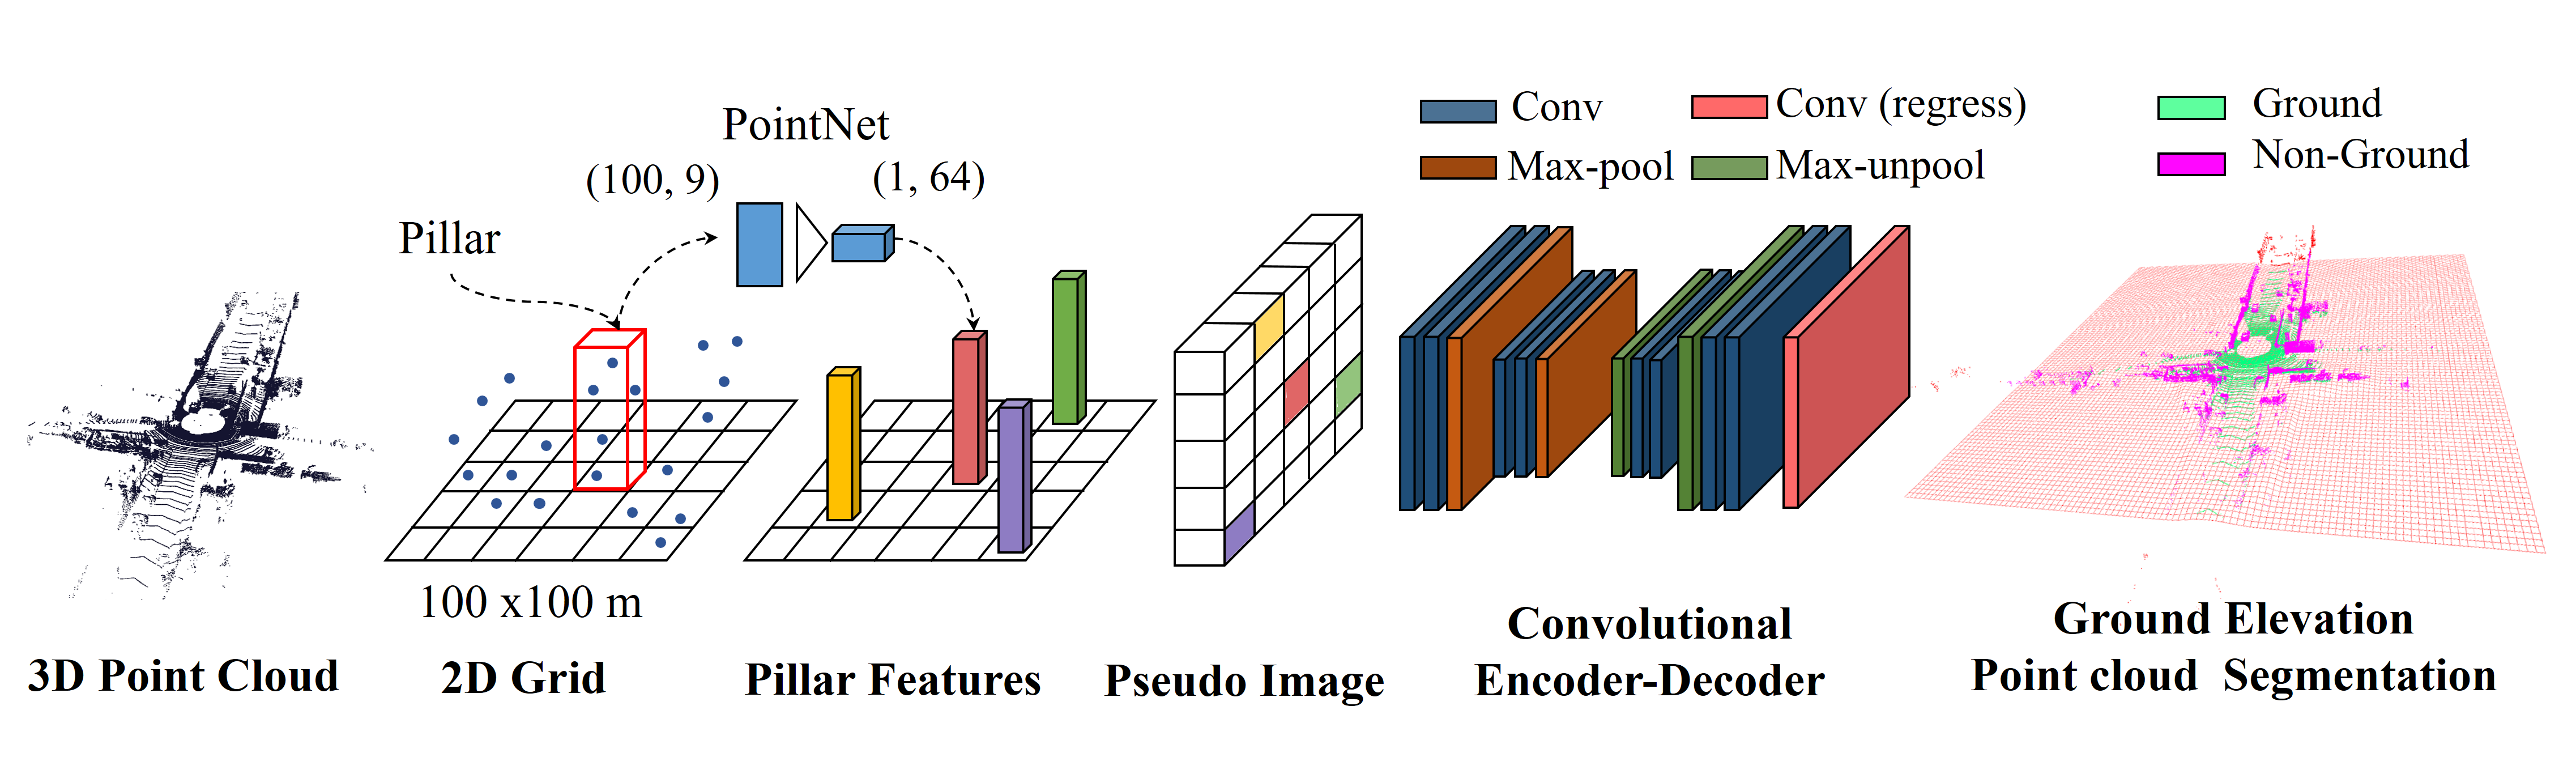 PointNet
(100, 9)
(1, 64)
Pillar
100 x100 m
Conv
Conv (regress)
Max-pool
Max-unpool
Ground
Non-Ground
3D Point Cloud
2D Grid
Pillar Features
Pseudo Image
Convolutional
Encoder-Decoder
Ground Elevation
Point cloud Segmentation